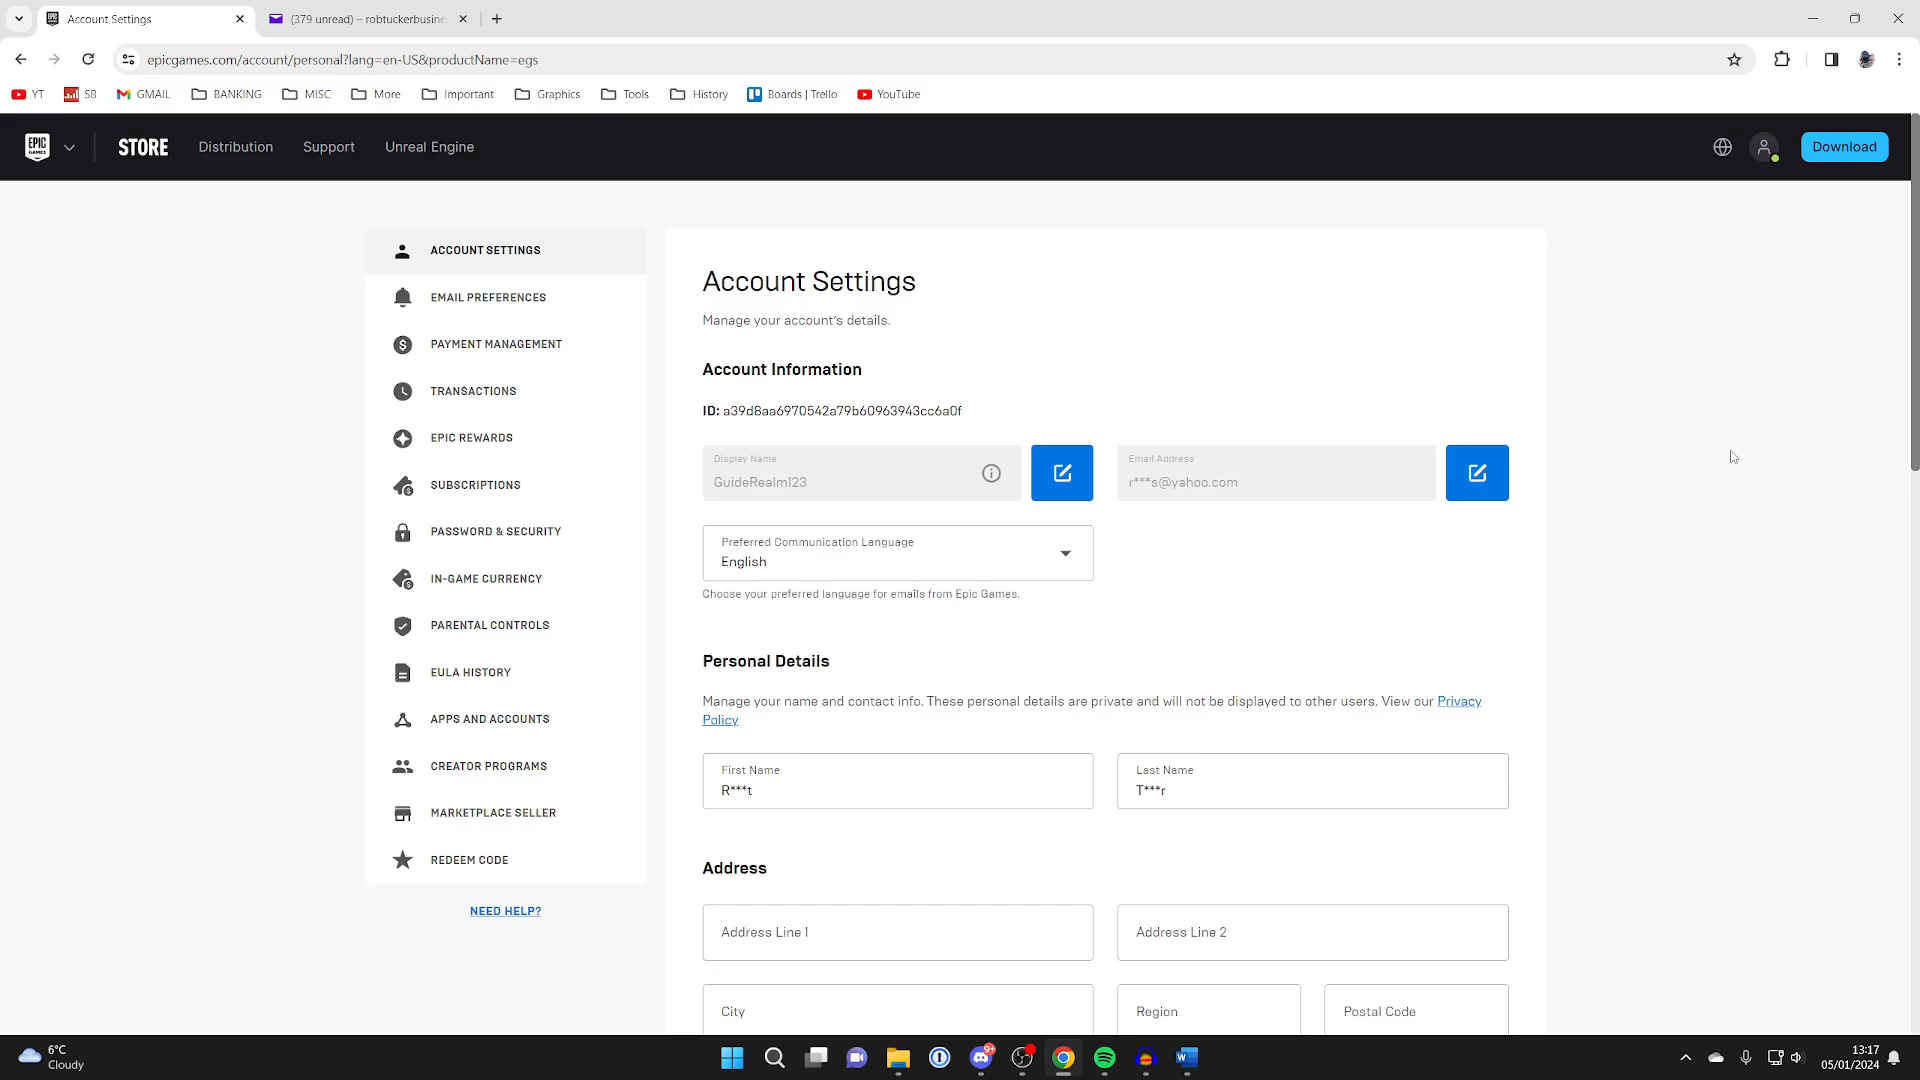 Account Settings
(379 unread) – robtuckerbusine
epicgames.com/account/personal?lang=en-US&productName=egs
YT
SB
GMAIL
BANKING
MISC
More
Important
Graphics
Tools
History
Boards | Trello
YouTube
EPIC GAMES
STORE
Distribution
Support
Unreal Engine
Download
ACCOUNT SETTINGS
EMAIL PREFERENCES
PAYMENT MANAGEMENT
TRANSACTIONS
EPIC REWARDS
SUBSCRIPTIONS
PASSWORD & SECURITY
IN-GAME CURRENCY
PARENTAL CONTROLS
EULA HISTORY
APPS AND ACCOUNTS
CREATOR PROGRAMS
MARKETPLACE SELLER
REDEEM CODE
NEED HELP?
Account Settings
Manage your account's details.
Account Information
ID: a39d8aa6970542a79b60963943cc6a0f
Display Name
GuideRealm123
Email Address
r***s@yahoo.com
Preferred Communication Language
English
Choose your preferred language for emails from Epic Games.
Personal Details
Manage your name and contact info. These personal details are private and will not be displayed to other users. View our Privacy
Policy
First Name
R***t
Last Name
T***r
Address
Address Line 1
Address Line 2
City
Region
Postal Code
6°C
Cloudy
9+
13:17
05/01/2024